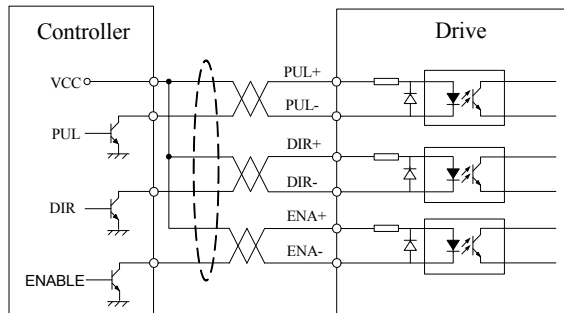 Controller
Drive
VCC
PUL+
PUL-
PUL
DIR+
DIR-
DIR
ENA+
ENA-
ENABLE